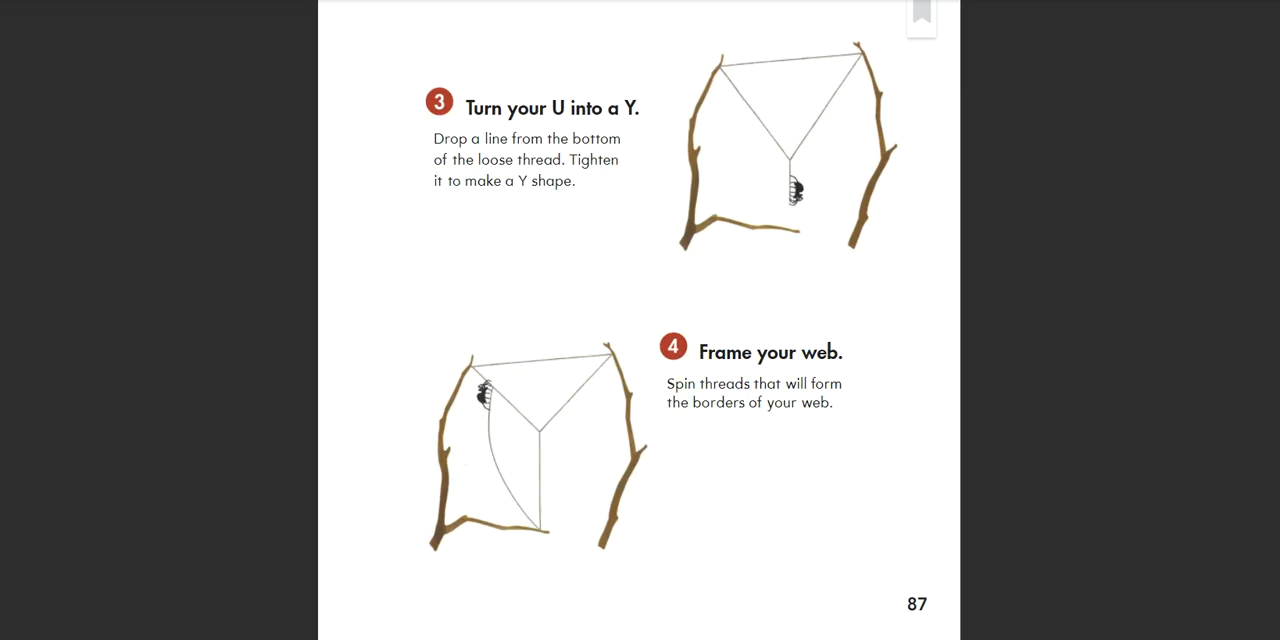 3 Turn your U into a Y.
Drop a line from the bottom
of the loose thread. Tighten
it to make a Y shape.
4 Frame your web.
Spin threads that will form
the borders of your web.
87